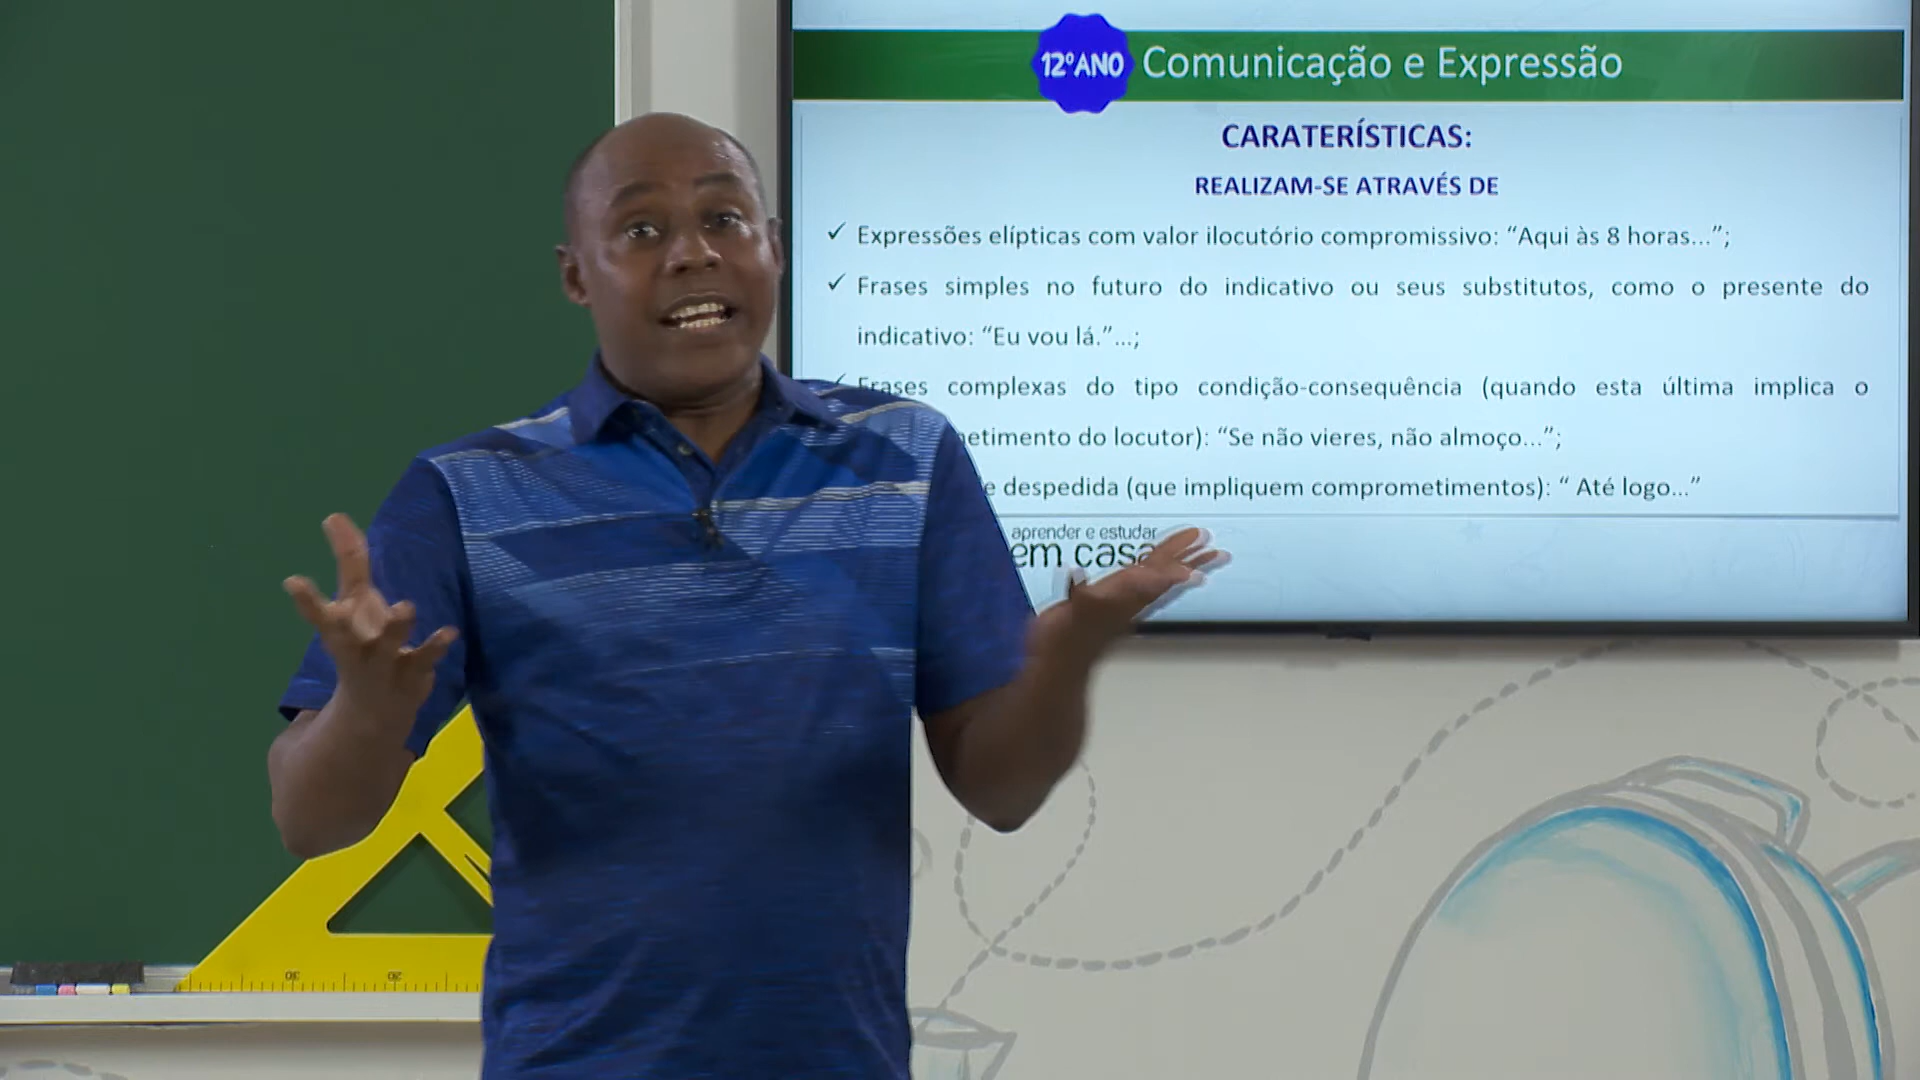 12ºANO Comunicação e Expressão
CARATERÍSTICAS:
REALIZAM-SE ATRAVÉS DE
✓ Expressões elípticas com valor ilocutório compromissivo: “Aqui às 8 horas...”;
✓ Frases simples no futuro do indicativo ou seus substitutos, como o presente do
indicativo: “Eu vou lá.”...;
✓ Frases complexas do tipo condição-consequência (quando esta última implica o
etimento do locutor): “Se não vieres, não almoço...”;
e despedida (que impliquem comprometimentos): “ Até logo...”
aprender e estudar
em casa
30 20